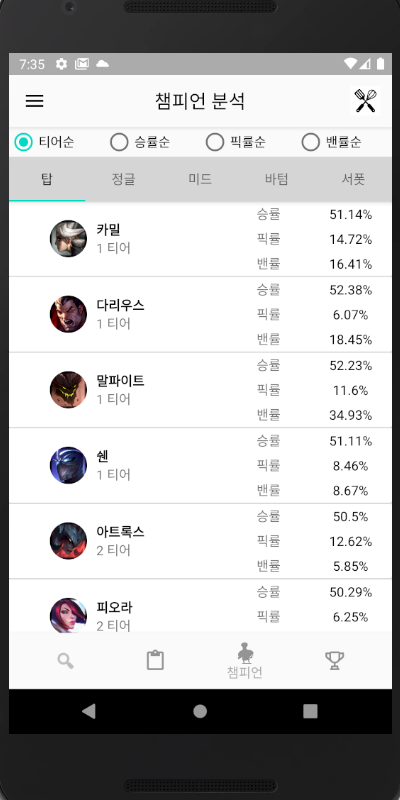 7:35
챔피언 분석
티어순 승률순 픽률순 밴률순
탑 정글 미드 바텀 서폿
승률 51.14%
카밀
픽률 14.72%
1 티어
밴률 16.41%
승률 52.38%
다리우스
픽률 6.07%
1 티어
밴률 18.45%
승률 52.23%
말파이트
픽률 11.6%
1 티어
밴률 34.93%
승률 51.11%
쉔
픽률 8.46%
1 티어
밴률 8.67%
승률 50.5%
아트록스
픽률 12.62%
2 티어
밴률 5.85%
승률 50.29%
피오라
픽률 6.25%
2 티어
챔피언